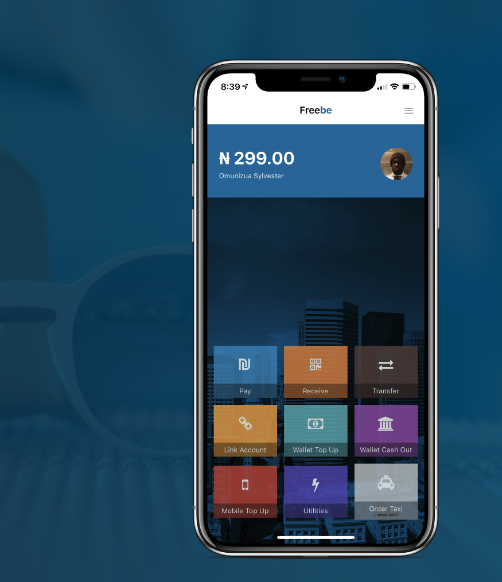 8:39
Freebe
₦ 299.00
Omunizua Sylvester
Pay
Receive
Transfer
Link Account
Wallet Top Up
Wallet Cash Out
Mobile Top Up
Utilities
Order Taxi